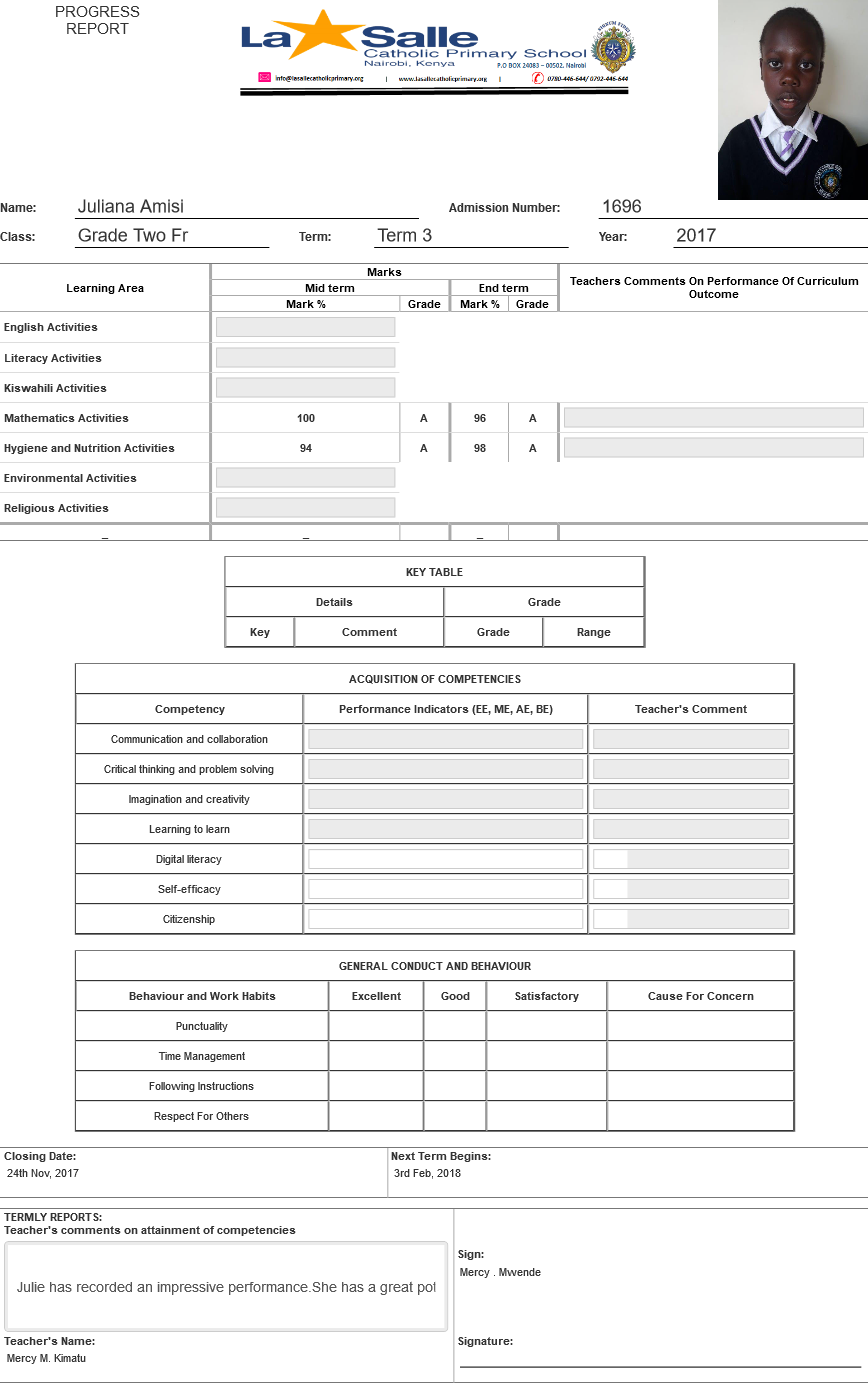 PROGRESS
REPORT
La Salle
Catholic Primary School
Nairobi, Kenya
P.O BOX 24083 – 00502, Nairobi
info@lasallecatholicprimary.org | www.lasallecatholicprimary.org | 0780-446-644/ 0792-446-644
Name: Juliana Amisi Admission Number: 1696
Class: Grade Two Fr Term: Term 3 Year: 2017
Learning Area Marks Teachers Comments On Performance Of Curriculum Outcome
Mid term End term
Mark % Grade Mark % Grade
English Activities
Literacy Activities
Kiswahili Activities
Mathematics Activities 100 A 96 A
Hygiene and Nutrition Activities 94 A 98 A
Environmental Activities
Religious Activities
_ _ _
KEY TABLE
Details Grade
Key Comment Grade Range
ACQUISITION OF COMPETENCIES
Competency Performance Indicators (EE, ME, AE, BE) Teacher's Comment
Communication and collaboration
Critical thinking and problem solving
Imagination and creativity
Learning to learn
Digital literacy
Self-efficacy
Citizenship
GENERAL CONDUCT AND BEHAVIOUR
Behaviour and Work Habits Excellent Good Satisfactory Cause For Concern
Punctuality
Time Management
Following Instructions
Respect For Others
Closing Date: Next Term Begins:
24th Nov, 2017 3rd Feb, 2018
TERMLY REPORTS:
Teacher's comments on attainment of competencies
Julie has recorded an impressive performance.She has a great pot
Sign:
Mercy . Mwende
Teacher's Name:
Mercy M. Kimatu
Signature: